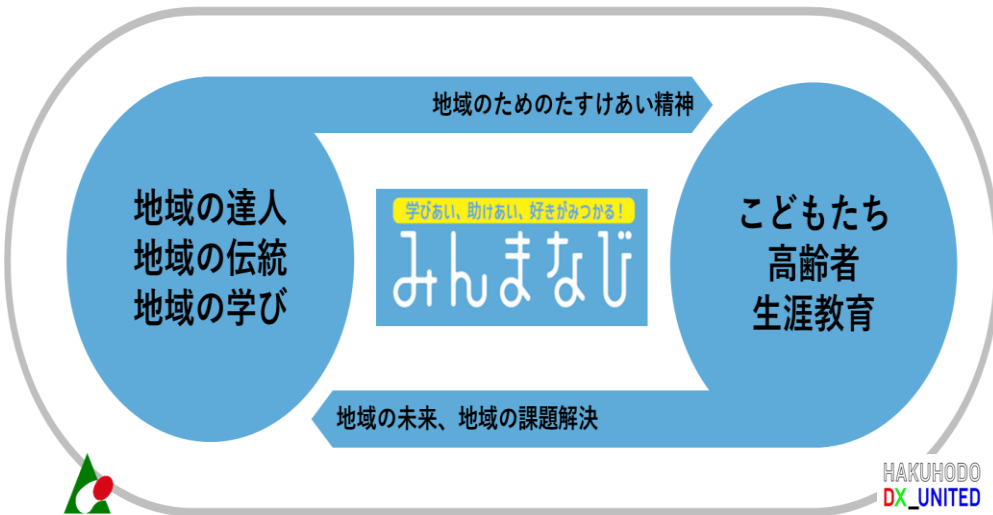 地域のためのたすけあい精神
地域の達人
地域の伝統
地域の学び
学びあい、助けあい、好きがみつかる！
みんまなび
こどもたち
高齢者
生涯教育
地域の未来、地域の課題解決
HAKUHODO
DX_UNITED